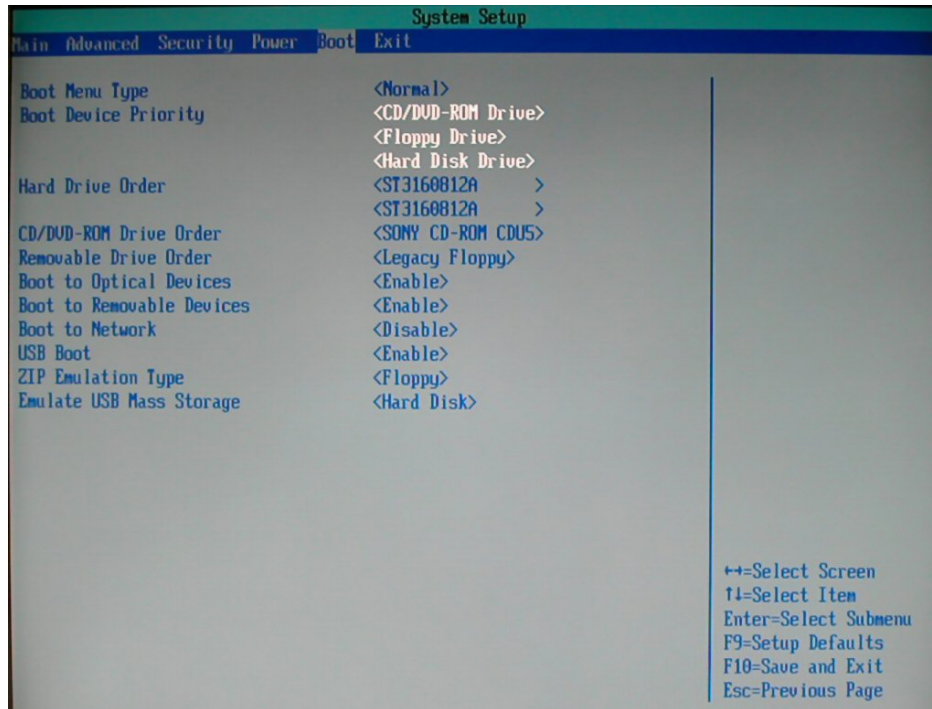 System Setup
Main Advanced Security Power Boot Exit
Boot Menu Type <Normal>
Boot Device Priority <CD/DVD-ROM Drive>
<Floppy Drive>
<Hard Disk Drive>
Hard Drive Order <ST3160812A >
<ST3160812A >
CD/DVD-ROM Drive Order <SONY CD-ROM CDU5>
Removable Drive Order <Legacy Floppy>
Boot to Optical Devices <Enable>
Boot to Removable Devices <Enable>
Boot to Network <Disable>
USB Boot <Enable>
ZIP Emulation Type <Floppy>
Emulate USB Mass Storage <Hard Disk>
←→=Select Screen
↑↓=Select Item
Enter=Select Submenu
F9=Setup Defaults
F10=Save and Exit
Esc=Previous Page